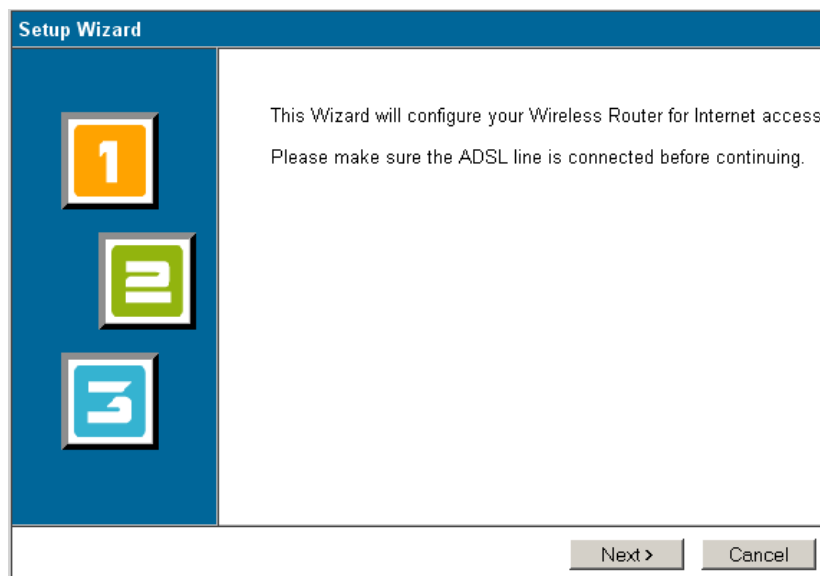 Setup Wizard
This Wizard will configure your Wireless Router for Internet access
Please make sure the ADSL line is connected before continuing.
1
2
3
Next >
Cancel